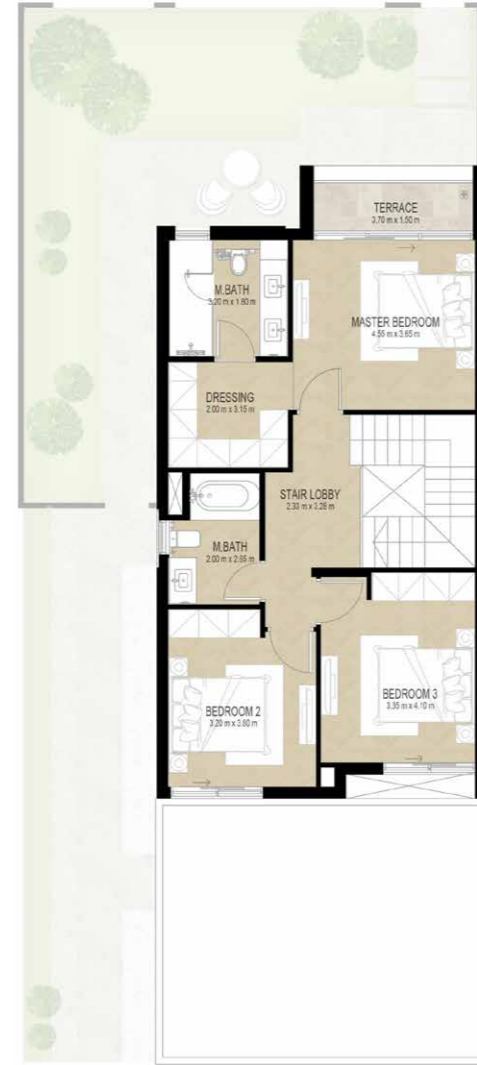 TERRACE
3.70 m x 1.50 m
M.BATH
3.20 m x 1.80 m
MASTER BEDROOM
4.55 m x 3.65 m
DRESSING
2.00 m x 3.15 m
STAIR LOBBY
2.33 m x 3.28 m
M.BATH
2.00 m x 2.65 m
BEDROOM 2
3.20 m x 3.80 m
BEDROOM 3
3.35 m x 4.10 m